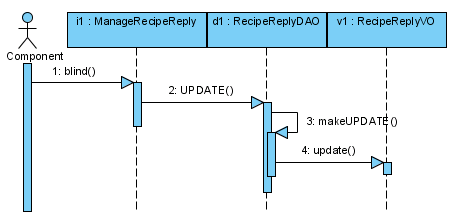 i1 : ManageRecipeReply
d1 : RecipeReplyDAO
v1 : RecipeReplyVO
Component
1: blind()
2: UPDATE()
3: makeUPDATE()
4: update()